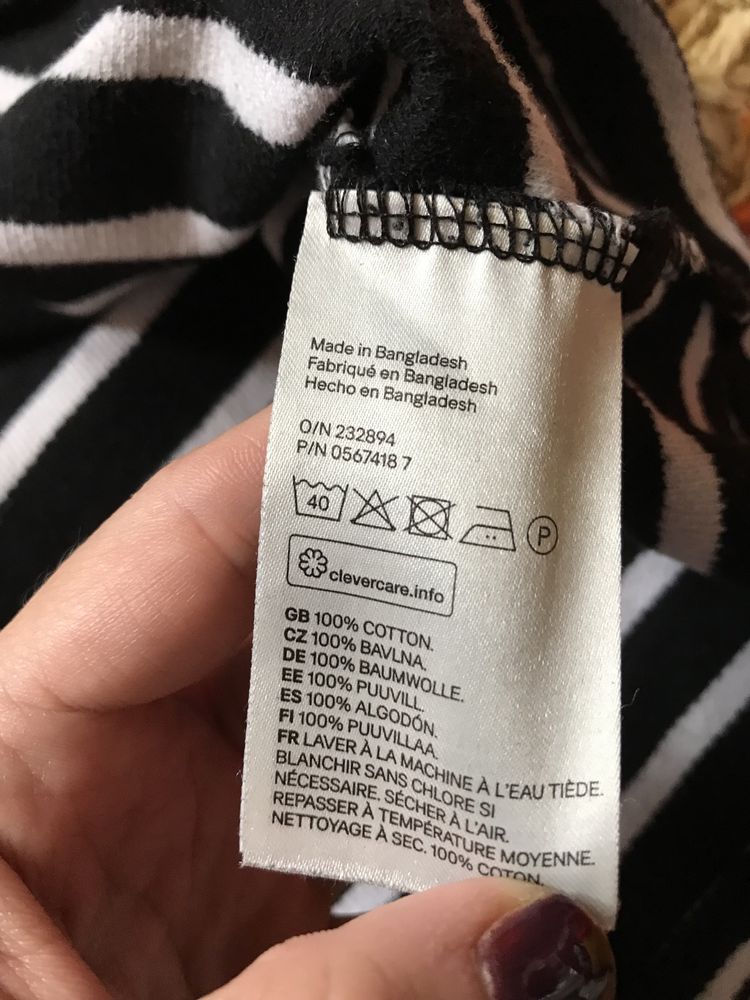 Made in Bangladesh
Fabriqué en Bangladesh
Hecho en Bangladesh
O/N 232894
P/N 0567418 7
40 P
clevercare.info
GB 100% COTTON.
CZ 100% BAVLNA.
DE 100% BAUMWOLLE.
EE 100% PUUVILL.
ES 100% ALGODÓN.
FI 100% PUUVILLAA.
FR LAVER À LA MACHINE À L'EAU TIÈDE.
BLANCHIR SANS CHLORE SI
NÉCESSAIRE. SÉCHER À L'AIR.
REPASSER À TEMPÉRATURE MOYENNE.
NETTOYAGE À SEC. 100% COTON.